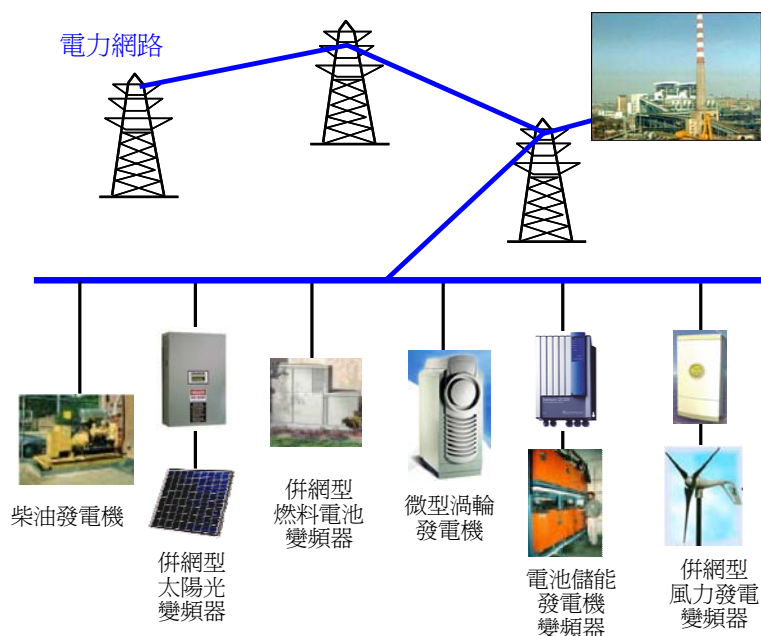 電力網路
柴油發電機
併網型
太陽光
變頻器
併網型
燃料電池
變頻器
微型渦輪
發電機
電池儲能
發電機
變頻器
併網型
風力發電
變頻器